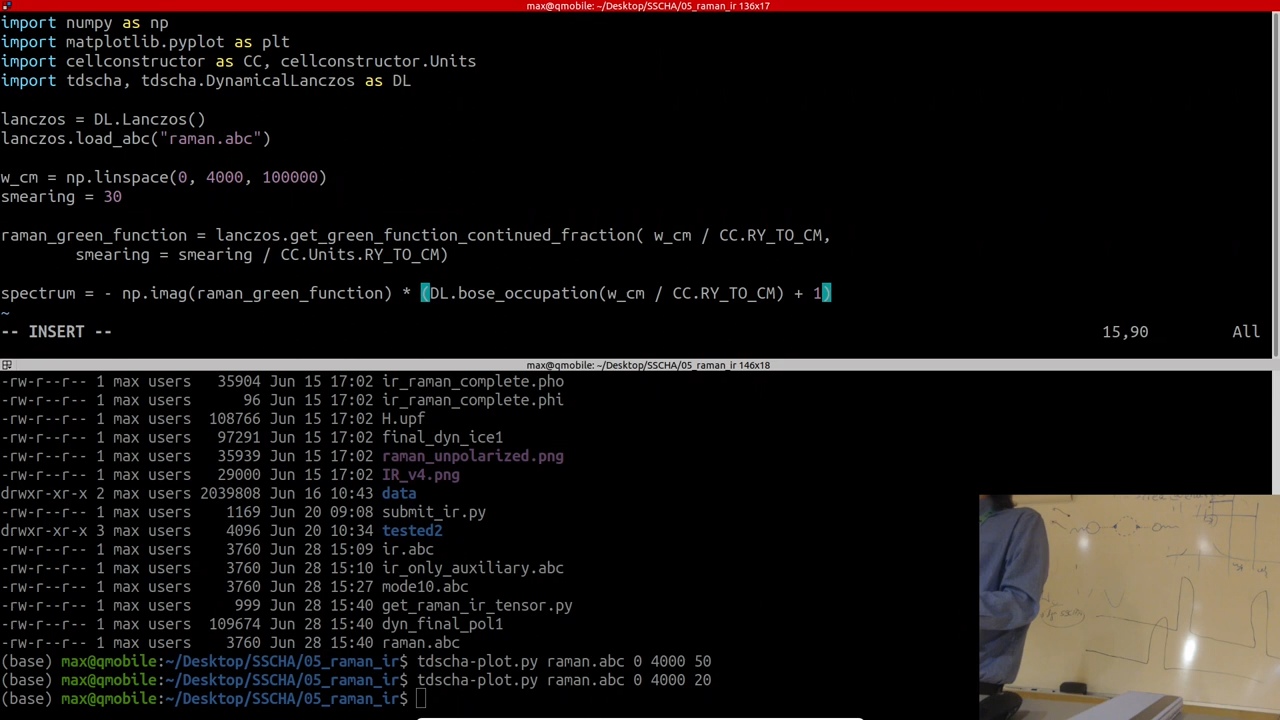 max@qmobile: ~/Desktop/SSCHA/05_raman_ir 136x17
import numpy as np
import matplotlib.pyplot as plt
import cellconstructor as CC, cellconstructor.Units
import tdscha, tdscha.DynamicalLanczos as DL
lanczos = DL.Lanczos()
lanczos.load_abc("raman.abc")
w_cm = np.linspace(0, 4000, 100000)
smearing = 30
raman_green_function = lanczos.get_green_function_continued_fraction( w_cm / CC.RY_TO_CM,
smearing = smearing / CC.Units.RY_TO_CM)
spectrum = - np.imag(raman_green_function) * (DL.bose_occupation(w_cm / CC.RY_TO_CM) + 1)
~
-- INSERT -- 15,90 All
max@qmobile: ~/Desktop/SSCHA/05_raman_ir 146x18
-rw-r--r-- 1 max users 35904 Jun 15 17:02 ir_raman_complete.pho
-rw-r--r-- 1 max users 96 Jun 15 17:02 ir_raman_complete.phi
-rw-r--r-- 1 max users 108766 Jun 15 17:02 H.upf
-rw-r--r-- 1 max users 97291 Jun 15 17:02 final_dyn_ice1
-rw-r--r-- 1 max users 35939 Jun 15 17:02 raman_unpolarized.png
-rw-r--r-- 1 max users 29000 Jun 15 17:02 IR_v4.png
drwxr-xr-x 2 max users 2039808 Jun 16 10:43 data
-rw-r--r-- 1 max users 1169 Jun 20 09:08 submit_ir.py
drwxr-xr-x 3 max users 4096 Jun 20 10:34 tested2
-rw-r--r-- 1 max users 3760 Jun 28 15:09 ir.abc
-rw-r--r-- 1 max users 3760 Jun 28 15:10 ir_only_auxiliary.abc
-rw-r--r-- 1 max users 3760 Jun 28 15:27 mode10.abc
-rw-r--r-- 1 max users 999 Jun 28 15:40 get_raman_ir_tensor.py
-rw-r--r-- 1 max users 109674 Jun 28 15:40 dyn_final_pol1
-rw-r--r-- 1 max users 3760 Jun 28 15:40 raman.abc
(base) max@qmobile:~/Desktop/SSCHA/05_raman_ir$ tdscha-plot.py raman.abc 0 4000 50
(base) max@qmobile:~/Desktop/SSCHA/05_raman_ir$ tdscha-plot.py raman.abc 0 4000 20
(base) max@qmobile:~/Desktop/SSCHA/05_raman_ir$